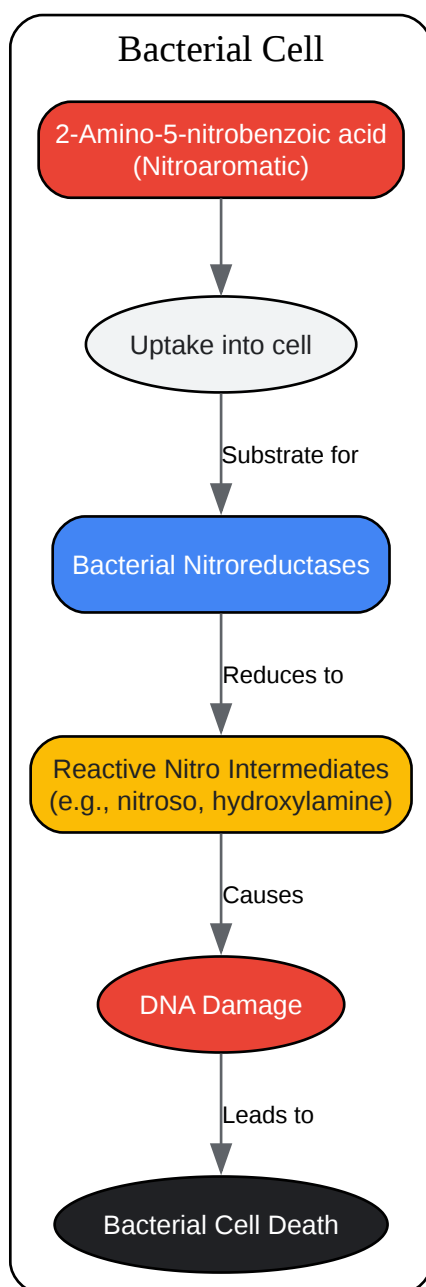 Bacterial Cell
2-Amino-5-nitrobenzoic acid
(Nitroaromatic)
Uptake into cell
Substrate for
Bacterial Nitroreductases
Reduces to
Reactive Nitro Intermediates
(e.g., nitroso, hydroxylamine)
Causes
DNA Damage
Leads to
Bacterial Cell Death